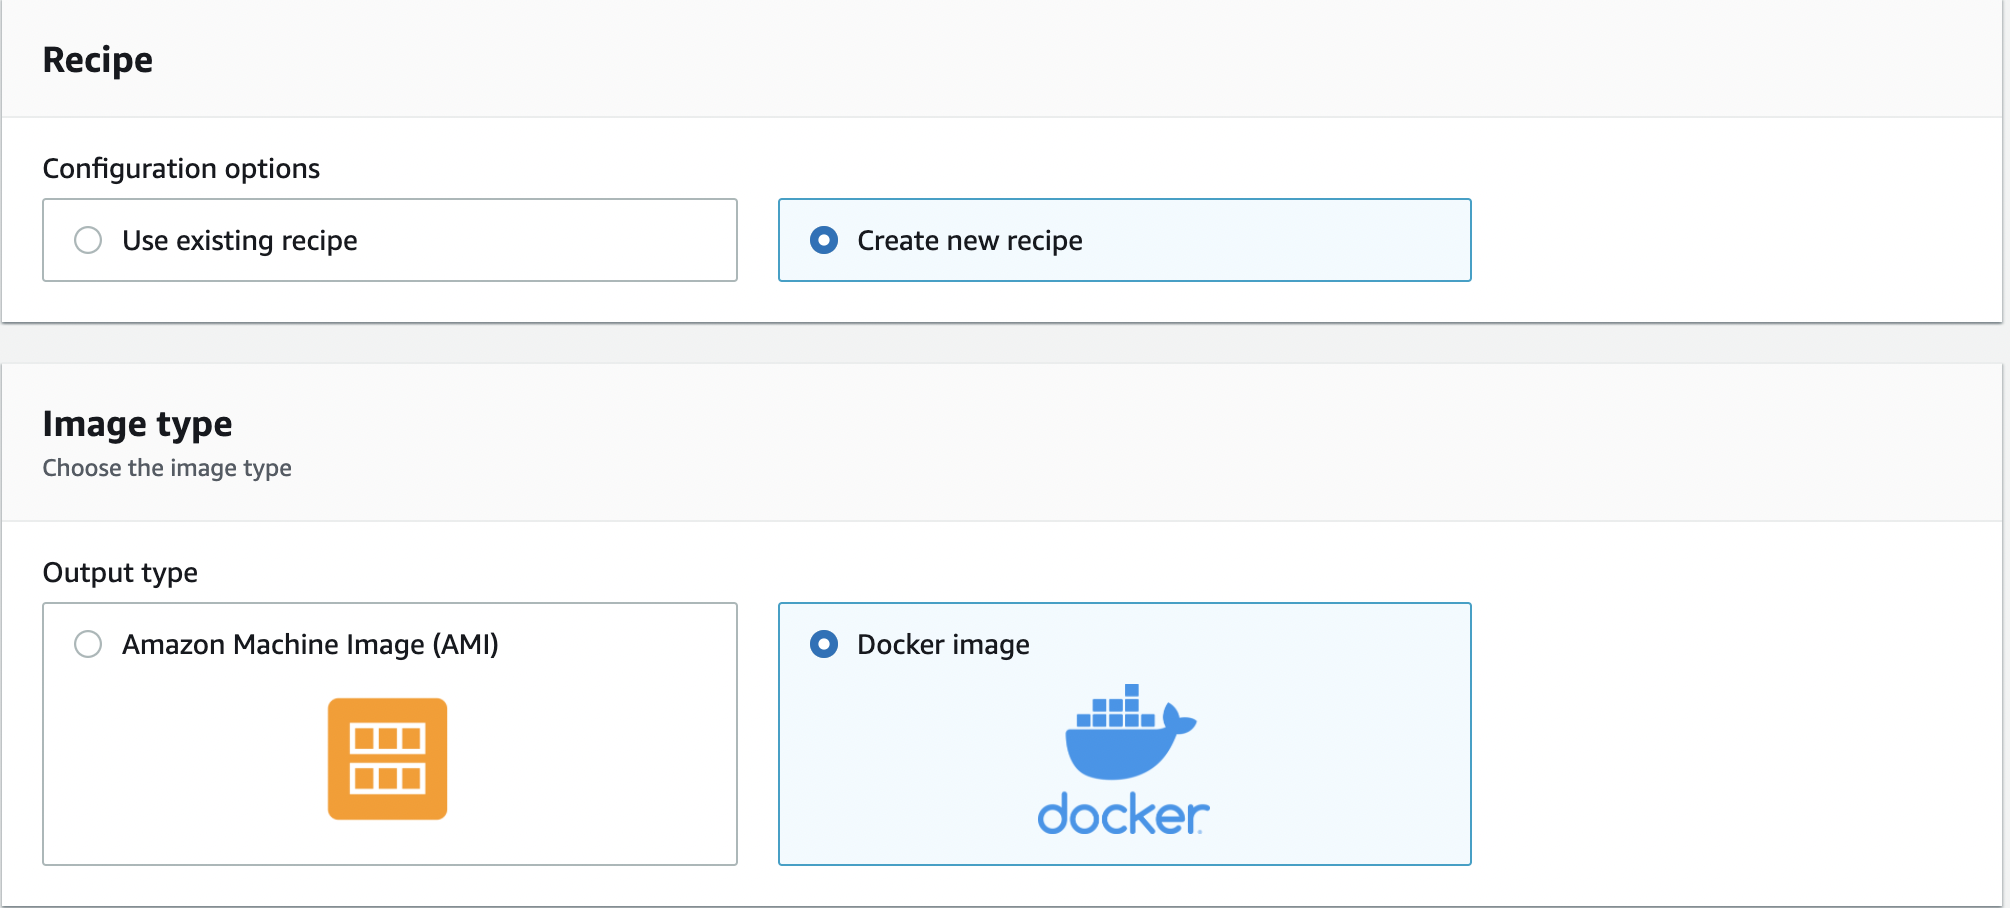 Recipe
Configuration options
Use existing recipe
Create new recipe
Image type
Choose the image type
Output type
Amazon Machine Image (AMI)
Docker image
docker